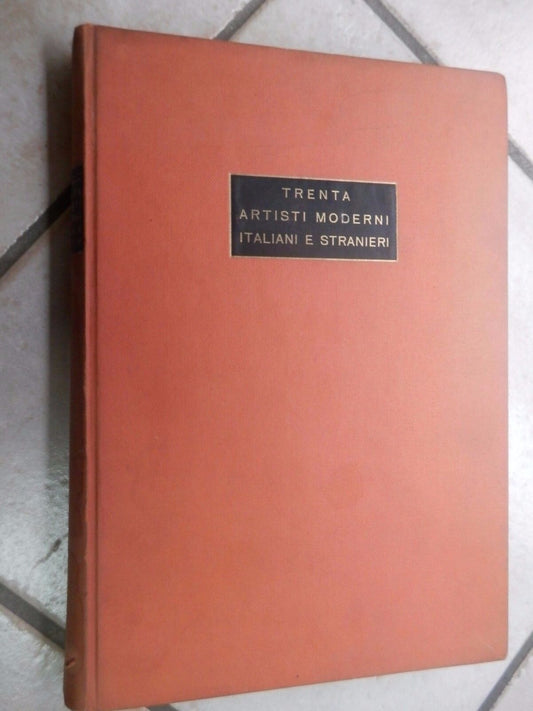 TRENTA
ARTISTI MODERNI
ITALIANI E STRANIERI